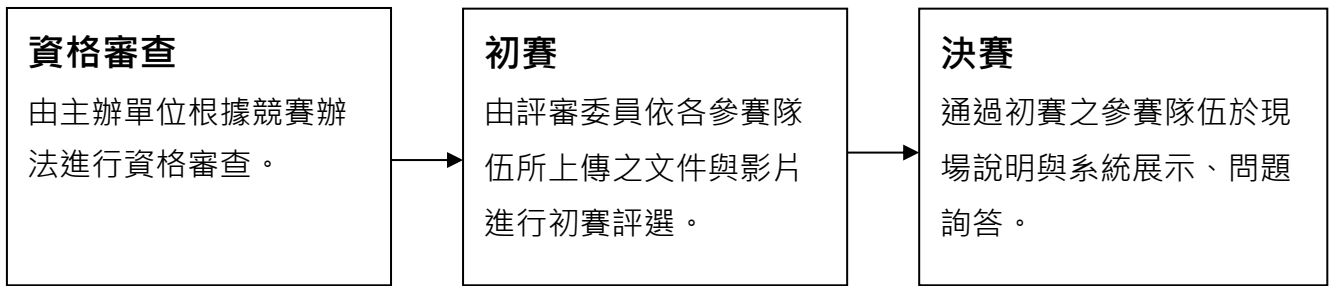 資格審查
由主辦單位根據競賽辦
法進行資格審查。
初賽
由評審委員依各參賽隊
伍所上傳之文件與影片
進行初賽評選。
決賽
通過初賽之參賽隊伍於現
場說明與系統展示、問題
詢答。